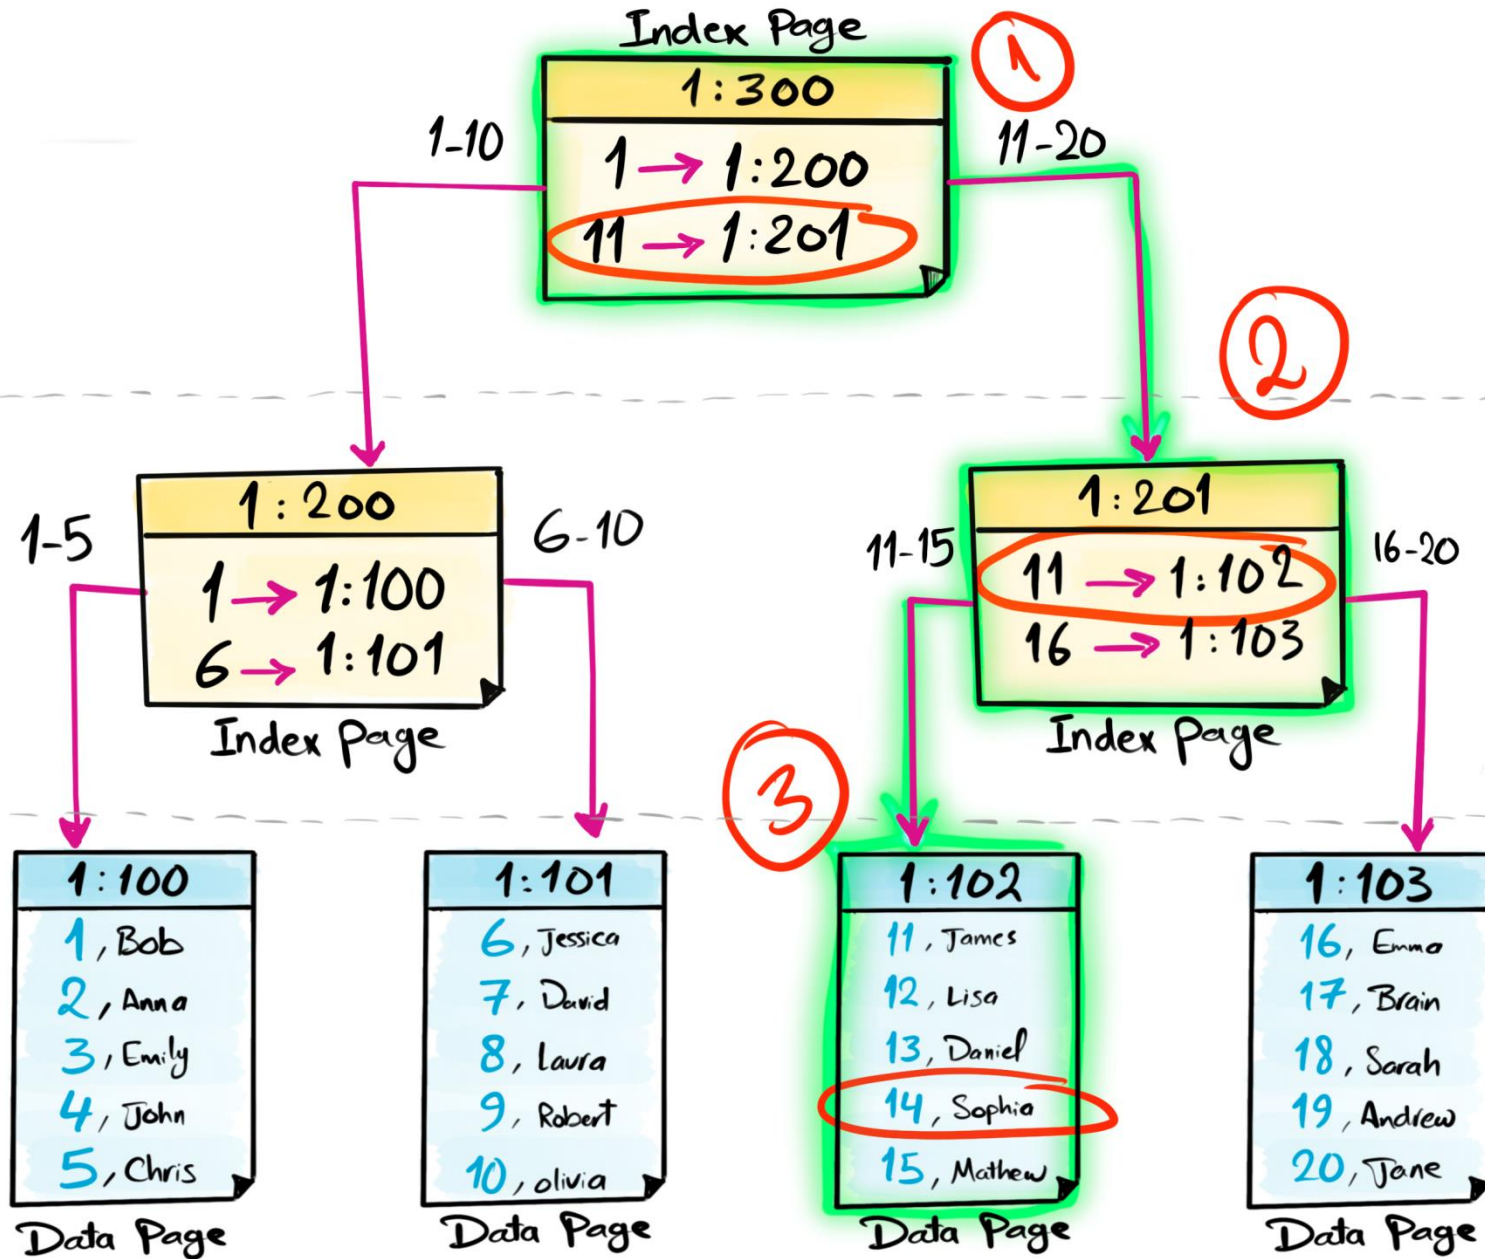 Index Page
1:300
1
1-10
11-20
1 → 1:200
11 → 1:201
2
1:200
1-5
6-10
1 → 1:100
6 → 1:101
Index Page
1:201
11-15
16-20
11 → 1:102
16 → 1:103
Index Page
3
1:100
1, Bob
2, Anna
3, Emily
4, John
5, Chris
Data Page
1:101
6, Jessica
7, David
8, Laura
9, Robert
10, olivia
Data Page
1:102
11, James
12, Lisa
13, Daniel
14, Sophia
15, Mathew
Data Page
1:103
16, Emma
17, Brain
18, Sarah
19, Andrew
20, Jane
Data Page